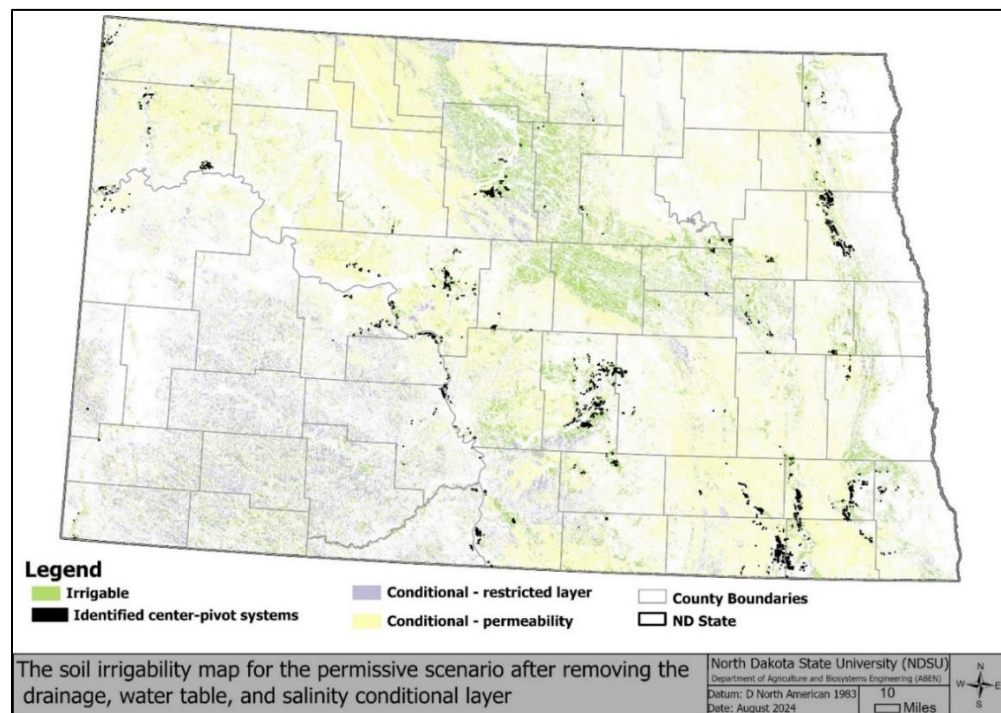 Legend
Irrigable
Identified center-pivot systems
Conditional - restricted layer
Conditional - permeability
County Boundaries
ND State
The soil irrigability map for the permissive scenario after removing the
drainage, water table, and salinity conditional layer
North Dakota State University (NDSU)
Department of Agriculture and Biosystems Engineering (ABEN)
Datum: D North American 1983
Date: August 2024
10
Miles
N
W E
S